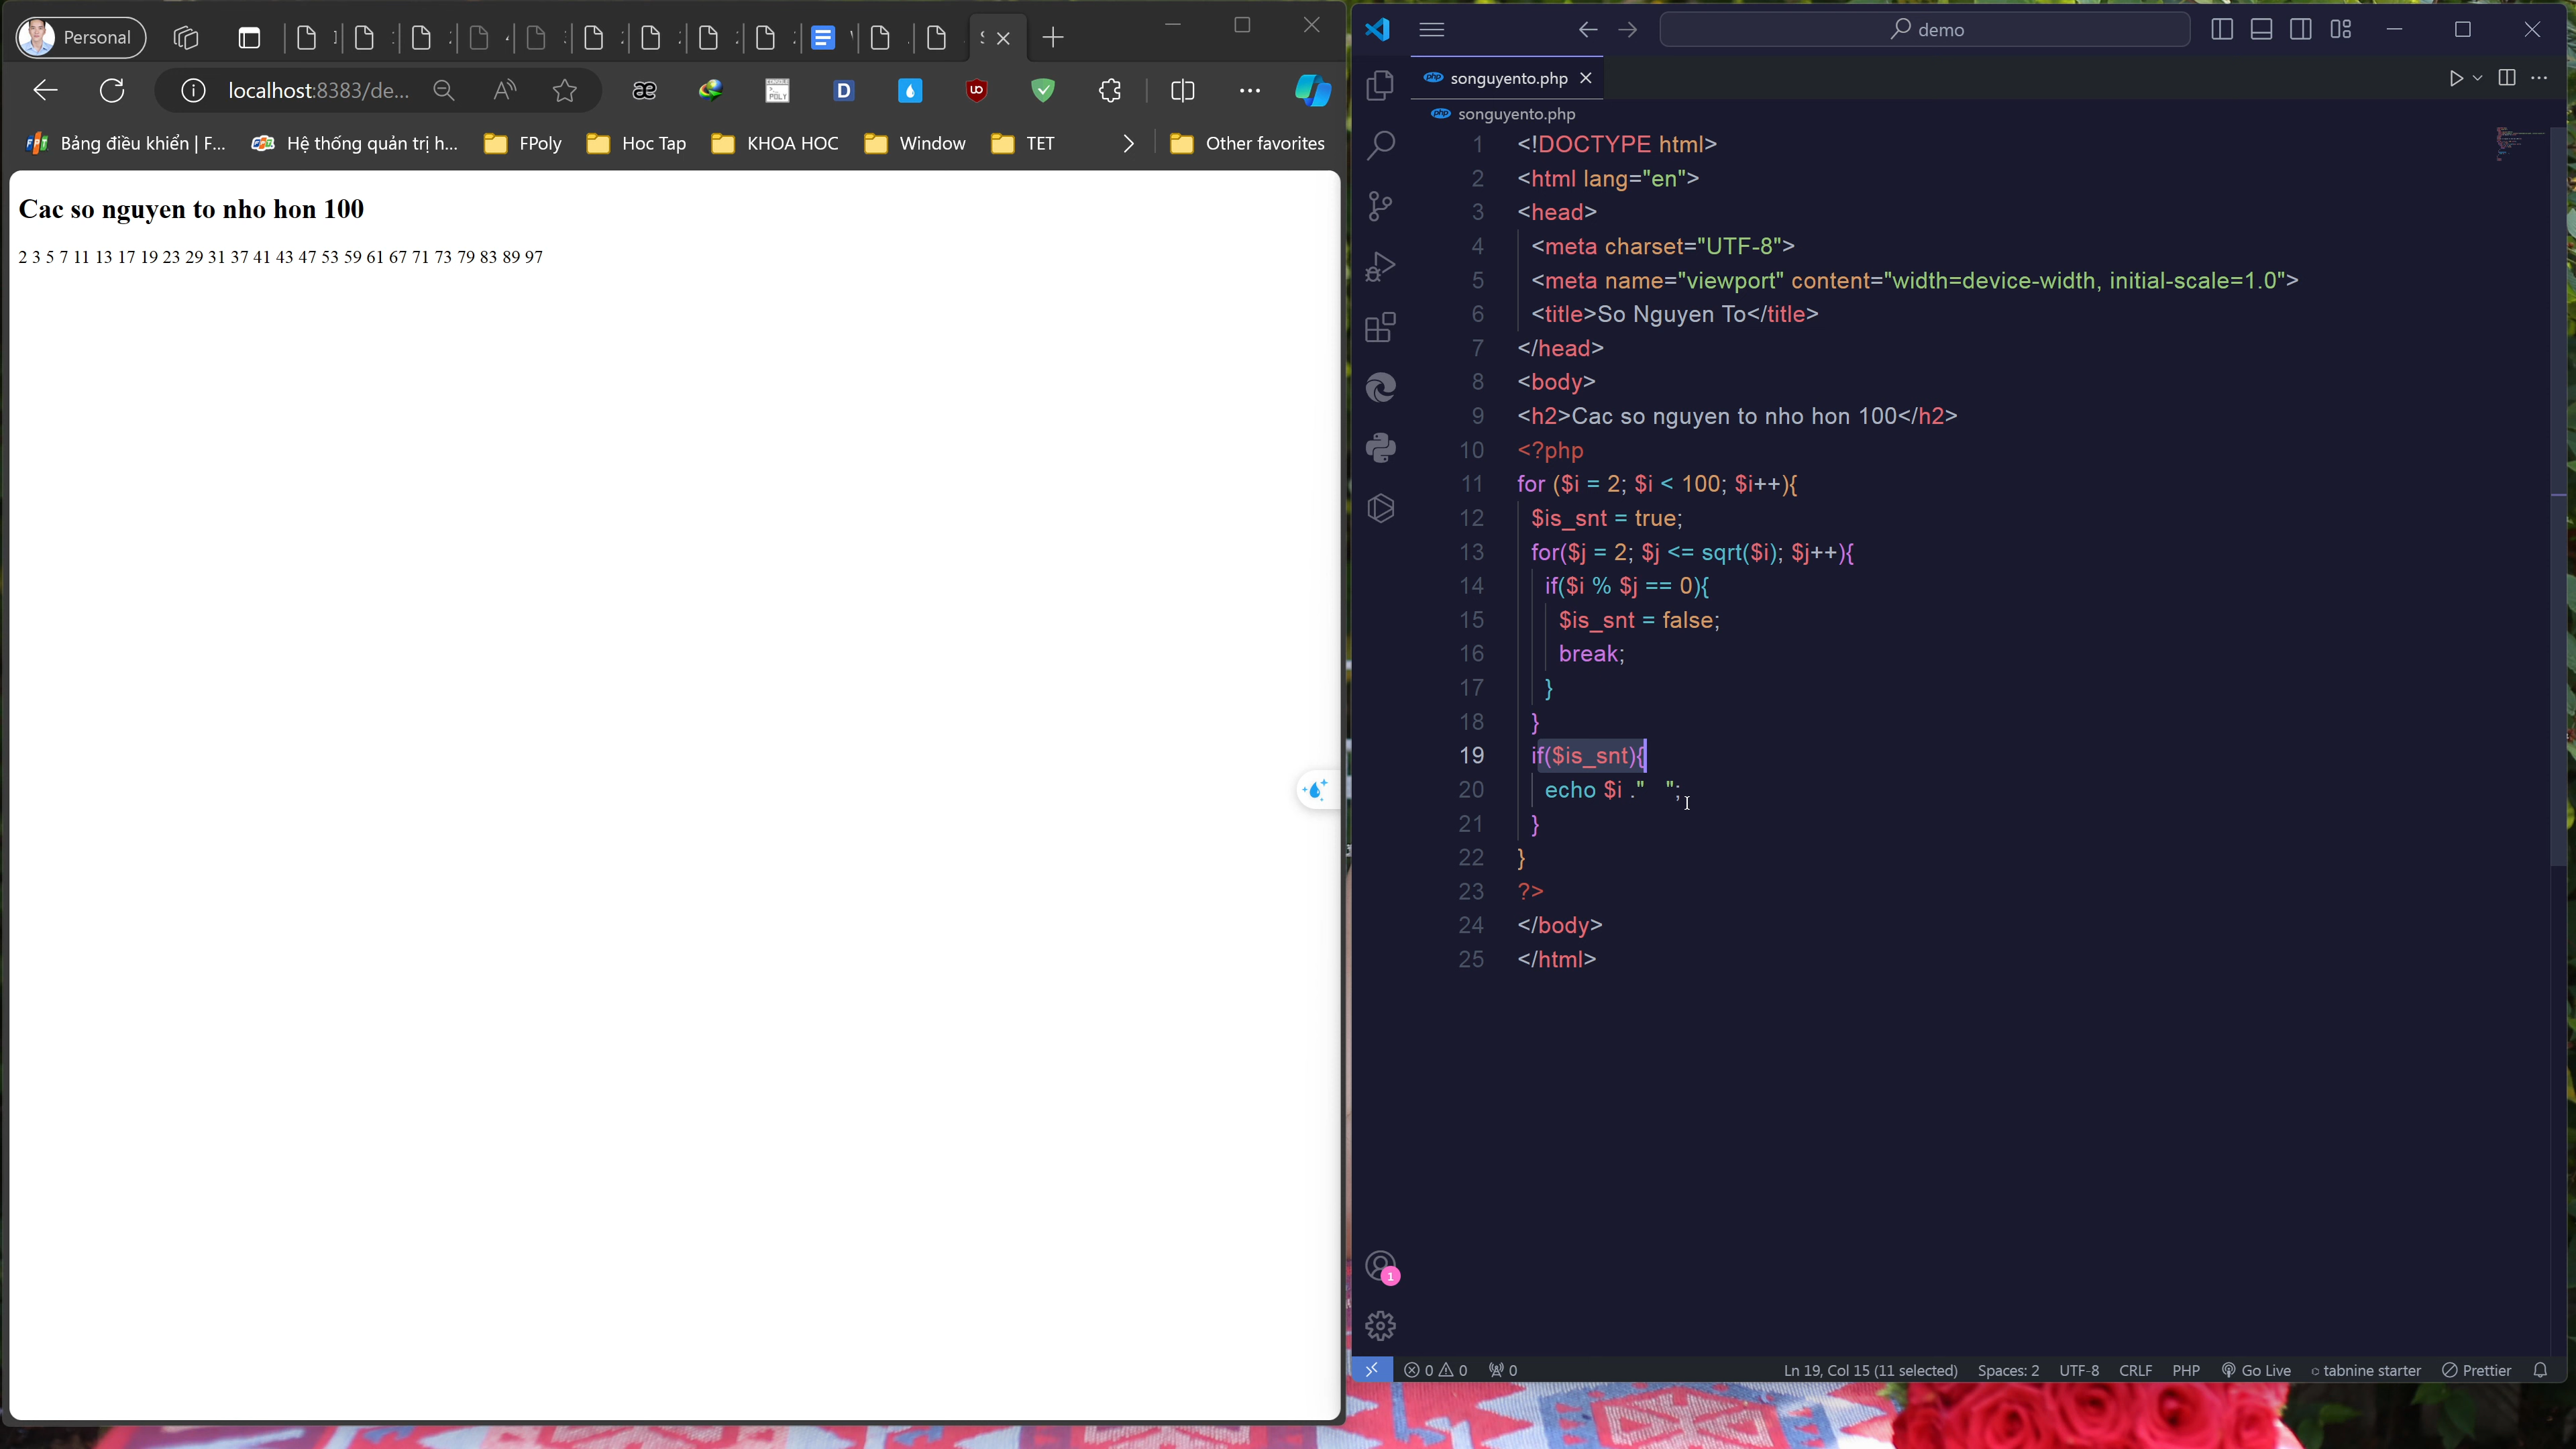 Personal
localhost:8383/de...
Bảng điều khiển | F...
Hệ thống quản trị h...
FPoly
Hoc Tap
KHOA HOC
Window
TET
Other favorites
Cac so nguyen to nho hon 100
2 3 5 7 11 13 17 19 23 29 31 37 41 43 47 53 59 61 67 71 73 79 83 89 97
demo
songuyento.php
songuyento.php
1 <!DOCTYPE html>
2 <html lang="en">
3 <head>
4 <meta charset="UTF-8">
5 <meta name="viewport" content="width=device-width, initial-scale=1.0">
6 <title>So Nguyen To</title>
7 </head>
8 <body>
9 <h2>Cac so nguyen to nho hon 100</h2>
10 <?php
11 for ($i = 2; $i < 100; $i++){
12 $is_snt = true;
13 for($j = 2; $j <= sqrt($i); $j++){
14 if($i % $j == 0){
15 $is_snt = false;
16 break;
17 }
18 }
19 if($is_snt){
20 echo $i ."   ";
21 }
22 }
23 ?>
24 </body>
25 </html>
1
0 0 0 Ln 19, Col 15 (11 selected) Spaces: 2 UTF-8 CRLF PHP Go Live tabnine starter Prettier